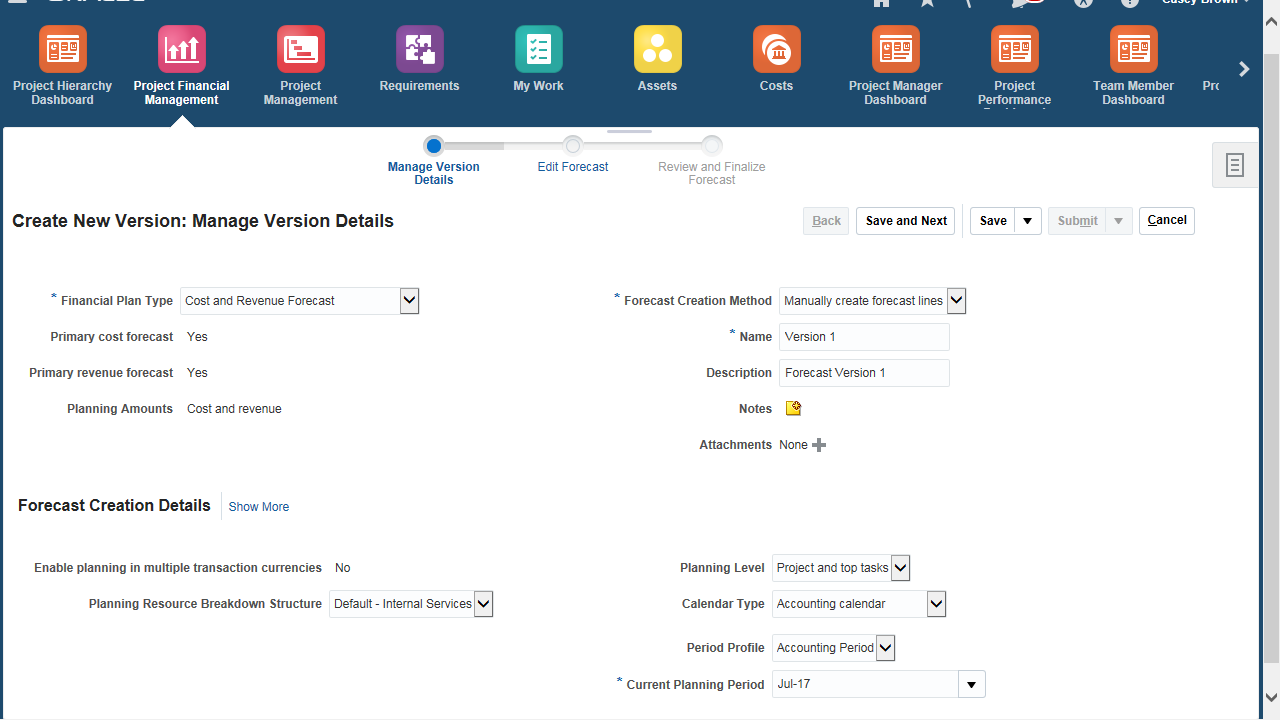 Casey Brown
Project Hierarchy
Dashboard
Project Financial
Management
Project
Management
Requirements
My Work
Assets
Costs
Project Manager
Dashboard
Project
Performance
Team Member
Dashboard
Manage Version
Details
Edit Forecast
Review and Finalize
Forecast
Create New Version: Manage Version Details
Back
Save and Next
Save
Submit
Cancel
* Financial Plan Type Cost and Revenue Forecast
Primary cost forecast Yes
Primary revenue forecast Yes
Planning Amounts Cost and revenue
* Forecast Creation Method Manually create forecast lines
* Name Version 1
Description Forecast Version 1
Notes
Attachments None
Forecast Creation Details Show More
Enable planning in multiple transaction currencies No
Planning Resource Breakdown Structure Default - Internal Services
Planning Level Project and top tasks
Calendar Type Accounting calendar
Period Profile Accounting Period
* Current Planning Period Jul-17